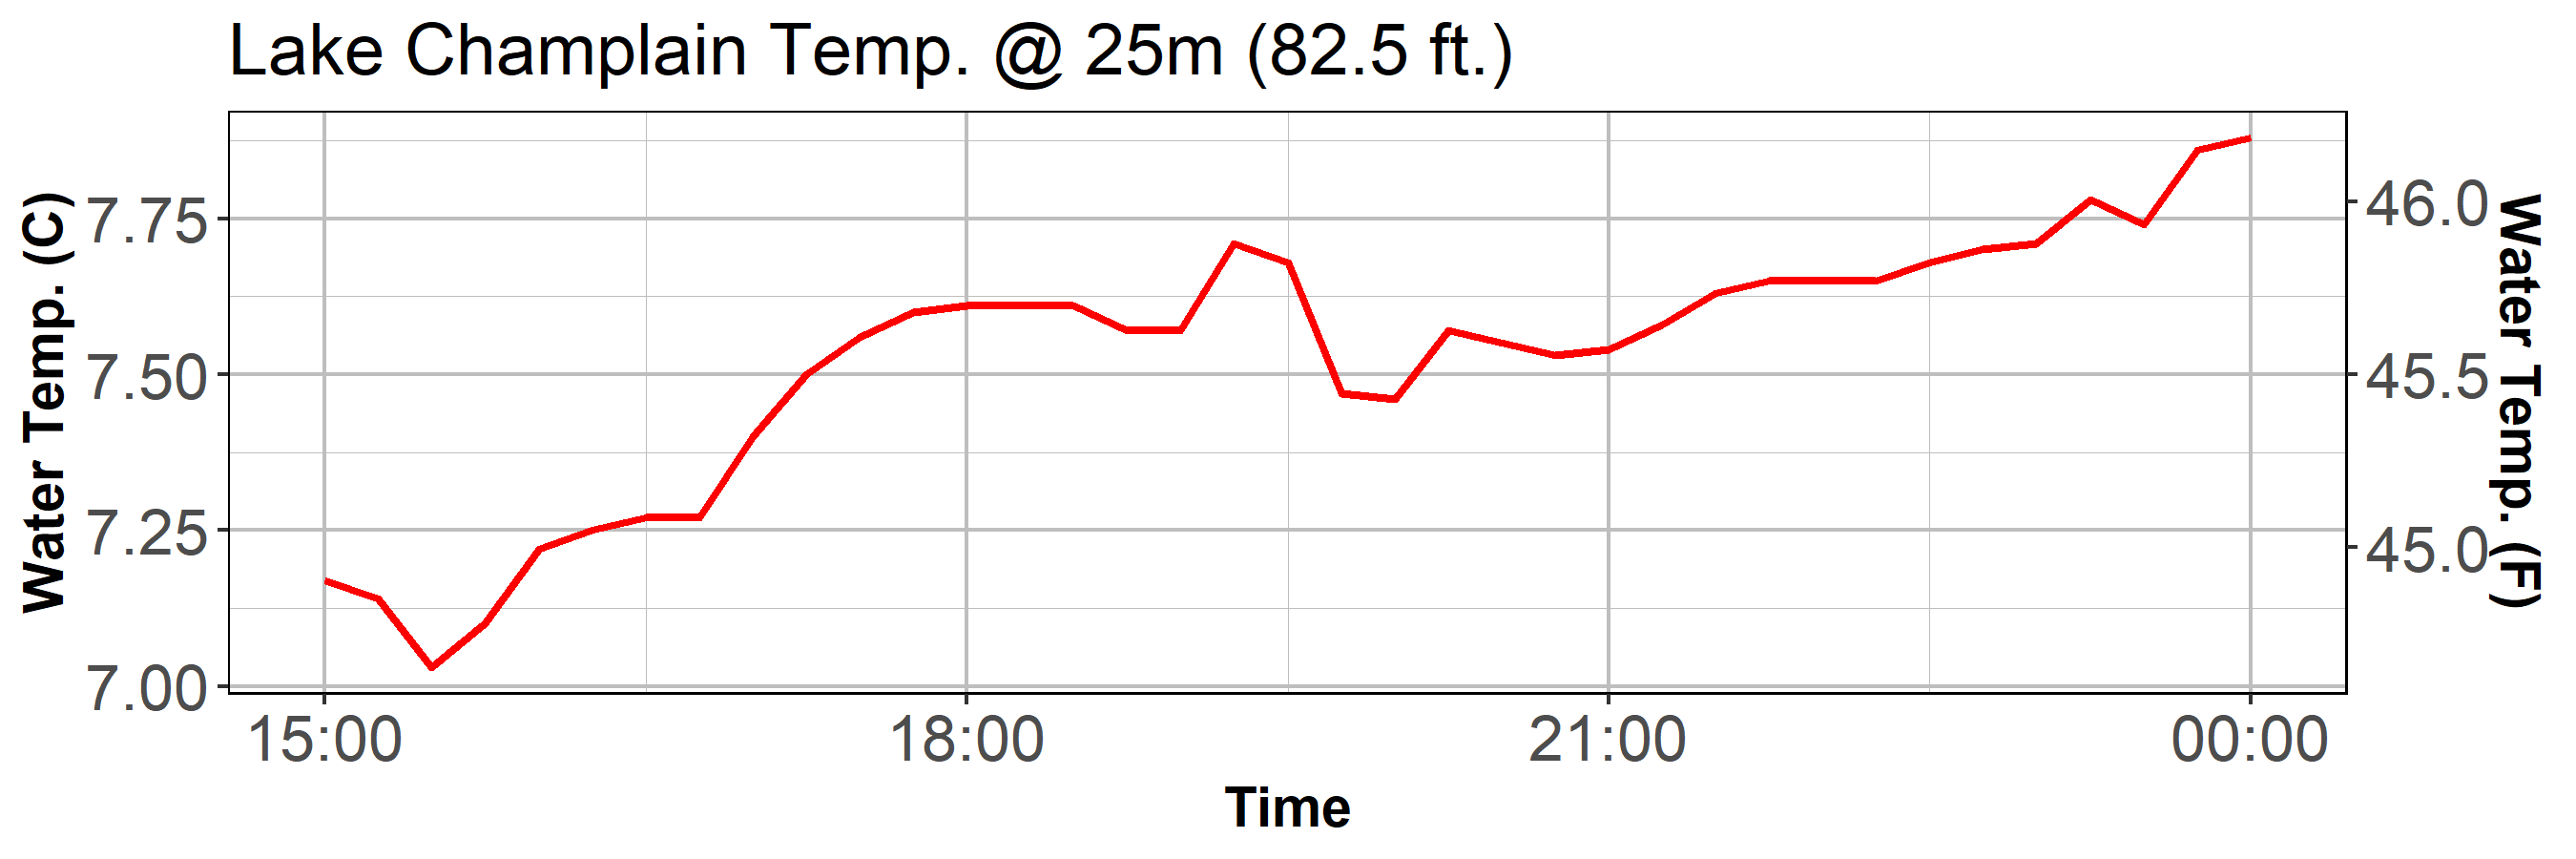 Lake Champlain Temp. @ 25m (82.5 ft.)
Water Temp. (C)
7.75
7.50
7.25
7.00
46.0
45.5
45.0
Water Temp. (F)
15:00 18:00 21:00 00:00
Time